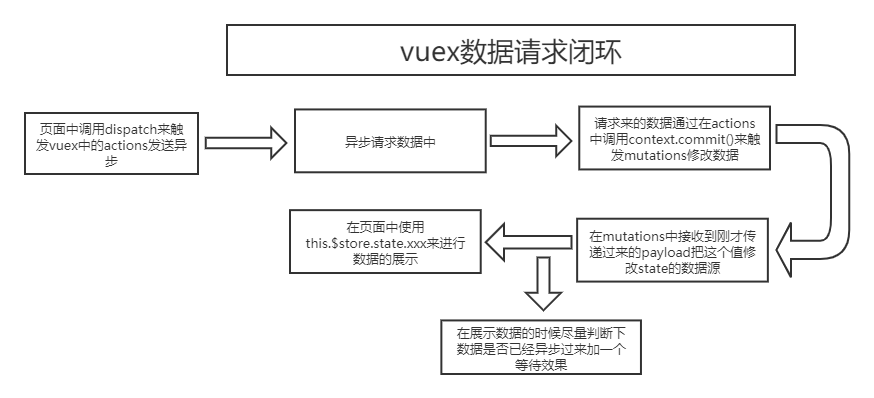 vuex数据请求闭环
页面中调用dispatch来触
发vuex中的actions发送异
步
异步请求数据中
请求来的数据通过在actions
中调用context.commit()来触
发mutations修改数据
在页面中使用
this.$store.state.xxx来进行
数据的展示
在mutations中接收到刚才传
递过来的payload把这个值修
改state的数据源
在展示数据的时候尽量判断下
数据是否已经异步过来加一个
等待效果